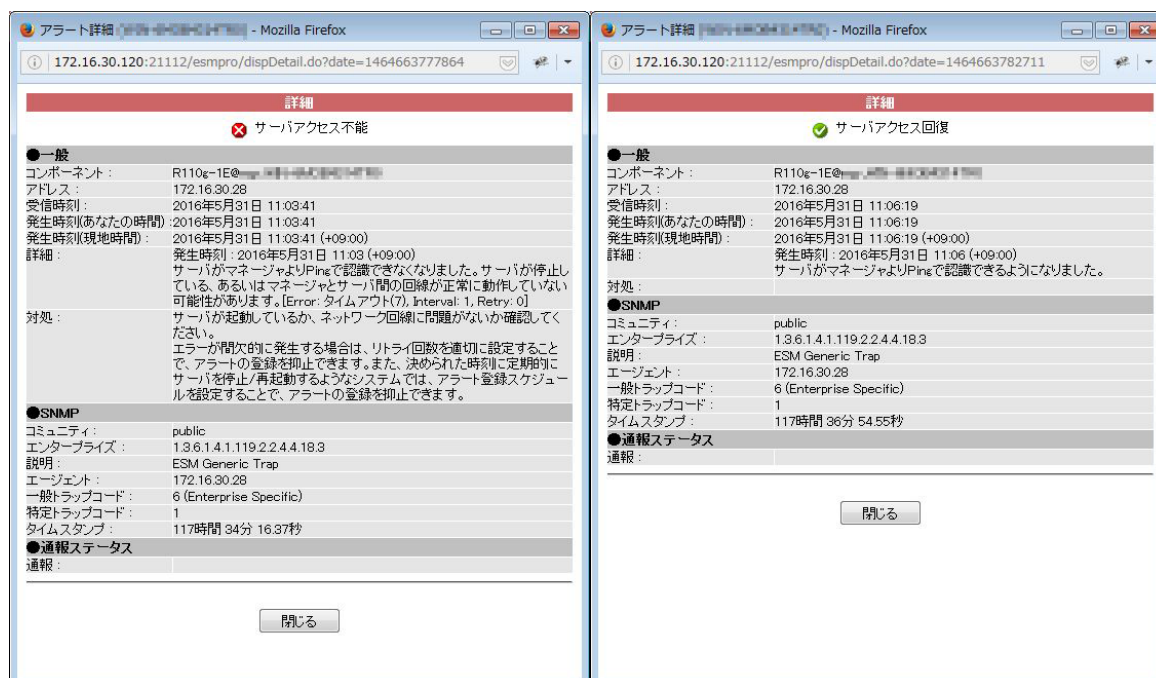 アラート詳細 - Mozilla Firefox
172.16.30.120:21112/esmpro/dispDetail.do?date=1464663777864
詳細
サーバアクセス不能
●一般
コンポーネント： R110g-1E@
アドレス： 172.16.30.28
受信時刻： 2016年5月31日 11:03:41
発生時刻(あなたの時間)：2016年5月31日 11:03:41
発生時刻(現地時間)： 2016年5月31日 11:03:41 (+09:00)
詳細： 発生時刻：2016年5月31日 11:03 (+09:00)
サーバがマネージャよりPingで認識できなくなりました。サーバが停止し
ている、あるいはマネージャとサーバ間の回線が正常に動作していない
可能性があります。[Error: タイムアウト(7), Interval: 1, Retry: 0]
対処： サーバが起動しているか、ネットワーク回線に問題がないか確認してく
ださい。
エラーが間欠的に発生する場合は、リトライ回数を適切に設定すること
で、アラートの登録を抑止できます。また、決められた時刻に定期的に
サーバを停止/再起動するようなシステムでは、アラート登録スケジュー
ルを設定することで、アラートの登録を抑止できます。
●SNMP
コミュニティ： public
エンタープライズ： 1.3.6.1.4.1.119.2.2.4.4.18.3
説明： ESM Generic Trap
エージェント： 172.16.30.28
一般トラップコード： 6 (Enterprise Specific)
特定トラップコード： 1
タイムスタンプ： 117時間 34分 16.37秒
●通報ステータス
通報：
閉じる
アラート詳細 - Mozilla Firefox
172.16.30.120:21112/esmpro/dispDetail.do?date=1464663782711
詳細
サーバアクセス回復
●一般
コンポーネント： R110g-1E@
アドレス： 172.16.30.28
受信時刻： 2016年5月31日 11:06:19
発生時刻(あなたの時間)： 2016年5月31日 11:06:19
発生時刻(現地時間)： 2016年5月31日 11:06:19 (+09:00)
詳細： 発生時刻：2016年5月31日 11:06 (+09:00)
サーバがマネージャよりPingで認識できるようになりました。
対処：
●SNMP
コミュニティ： public
エンタープライズ： 1.3.6.1.4.1.119.2.2.4.4.18.3
説明： ESM Generic Trap
エージェント： 172.16.30.28
一般トラップコード： 6 (Enterprise Specific)
特定トラップコード： 1
タイムスタンプ： 117時間 36分 54.55秒
●通報ステータス
通報：
閉じる